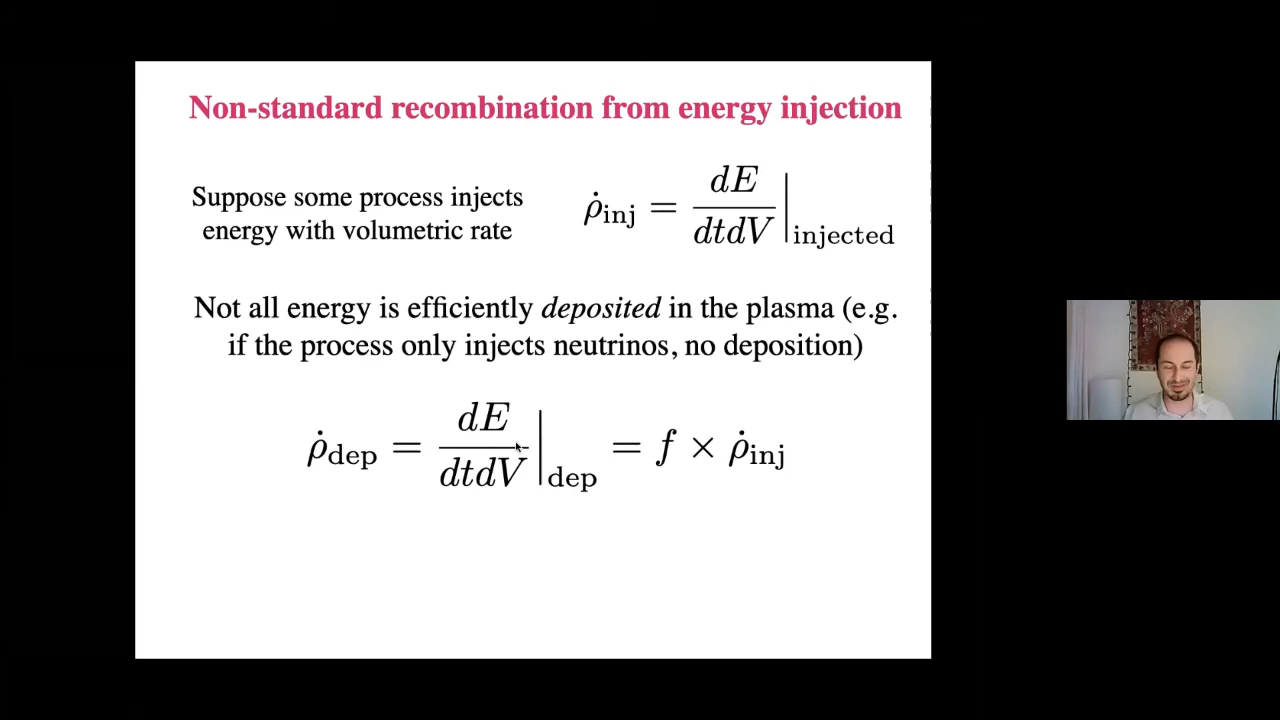 Non-standard recombination from energy injection
Suppose some process injects
energy with volumetric rate
ρ̇_inj = dE/dtdV |_injected
Not all energy is efficiently deposited in the plasma (e.g.
if the process only injects neutrinos, no deposition)
ρ̇_dep = dE/dtdV |_dep = f × ρ̇_inj